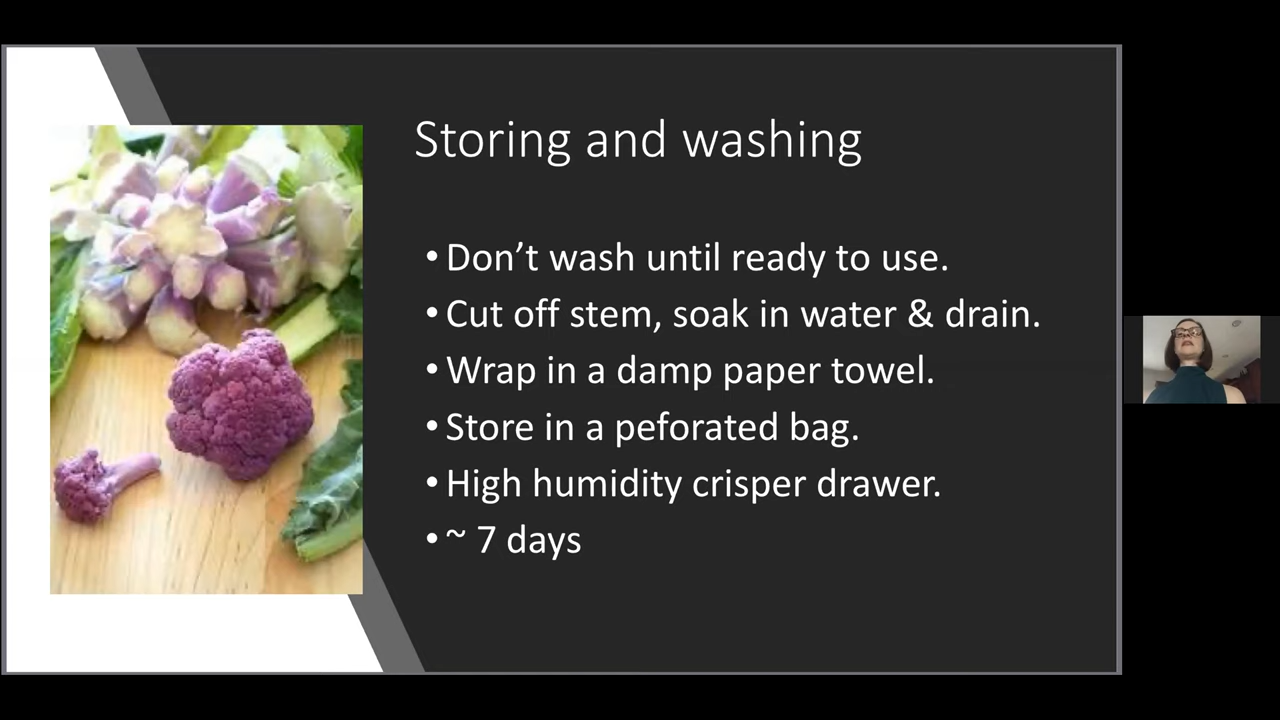 Storing and washing
•Don’t wash until ready to use.
•Cut off stem, soak in water & drain.
•Wrap in a damp paper towel.
•Store in a peforated bag.
•High humidity crisper drawer.
•~ 7 days